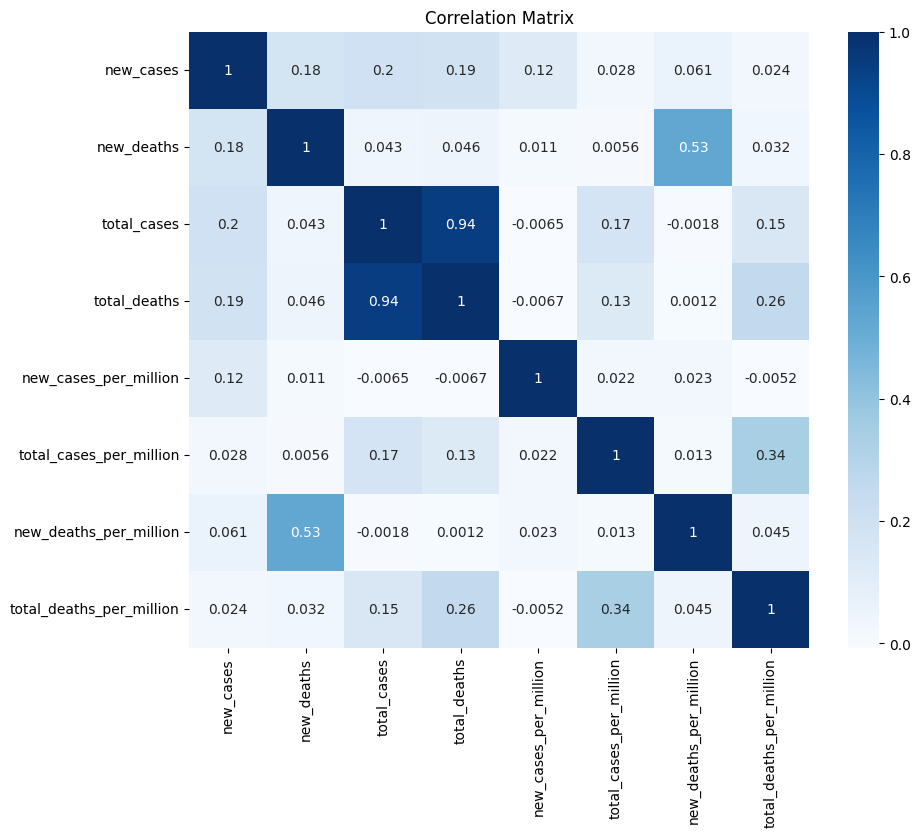 Correlation Matrix
new_cases 1 0.18 0.2 0.19 0.12 0.028 0.061 0.024
new_deaths 0.18 1 0.043 0.046 0.011 0.0056 0.53 0.032
total_cases 0.2 0.043 1 0.94 -0.0065 0.17 -0.0018 0.15
total_deaths 0.19 0.046 0.94 1 -0.0067 0.13 0.0012 0.26
new_cases_per_million 0.12 0.011 -0.0065 -0.0067 1 0.022 0.023 -0.0052
total_cases_per_million 0.028 0.0056 0.17 0.13 0.022 1 0.013 0.34
new_deaths_per_million 0.061 0.53 -0.0018 0.0012 0.023 0.013 1 0.045
total_deaths_per_million 0.024 0.032 0.15 0.26 -0.0052 0.34 0.045 1
new_cases
new_deaths
total_cases
total_deaths
new_cases_per_million
total_cases_per_million
new_deaths_per_million
total_deaths_per_million
1.0
0.8
0.6
0.4
0.2
0.0